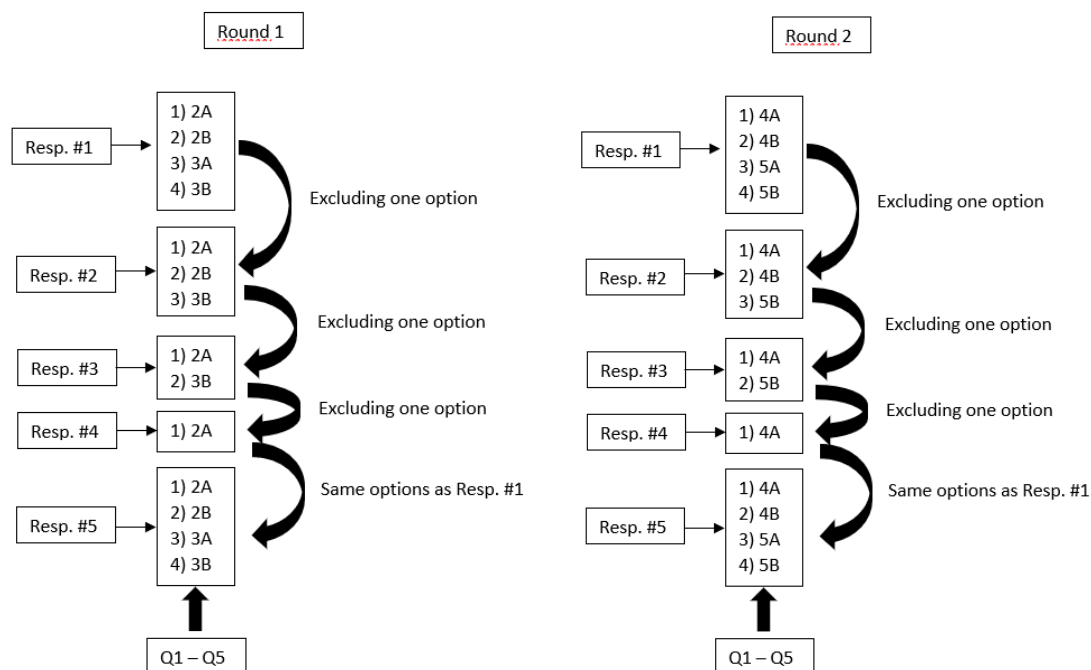 Round 1
Resp. #1
1) 2A
2) 2B
3) 3A
4) 3B
Excluding one option
Resp. #2
1) 2A
2) 2B
3) 3B
Excluding one option
Resp. #3
1) 2A
2) 3B
Excluding one option
Resp. #4
1) 2A
Same options as Resp. #1
Resp. #5
1) 2A
2) 2B
3) 3A
4) 3B
Q1 – Q5
Round 2
Resp. #1
1) 4A
2) 4B
3) 5A
4) 5B
Excluding one option
Resp. #2
1) 4A
2) 4B
3) 5B
Excluding one option
Resp. #3
1) 4A
2) 5B
Excluding one option
Resp. #4
1) 4A
Same options as Resp. #1
Resp. #5
1) 4A
2) 4B
3) 5A
4) 5B
Q1 – Q5